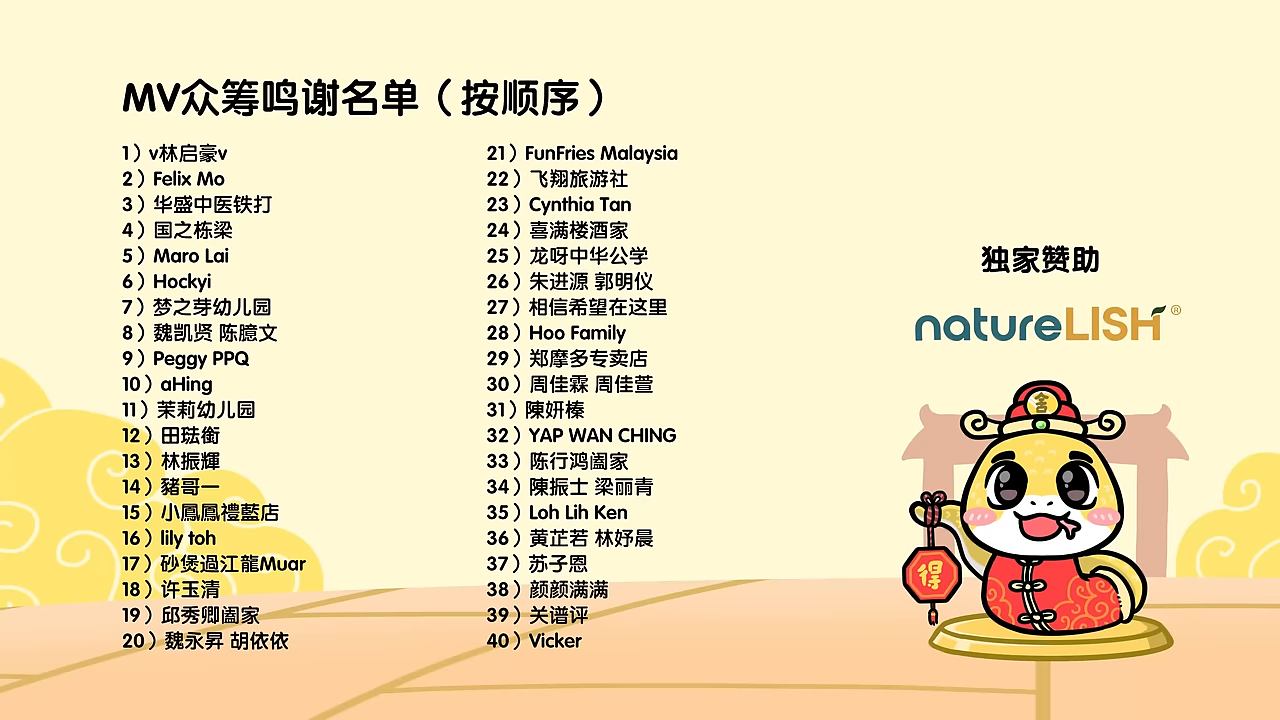 MV众筹鸣谢名单（按顺序）
1）v林启豪v
2）Felix Mo
3）华盛中医铁打
4）国之栋梁
5）Maro Lai
6）Hockyi
7）梦之芽幼儿园
8）魏凯贤 陈臆文
9）Peggy PPQ
10）aHing
11）茉莉幼儿园
12）田珐衡
13）林振輝
14）豬哥一
15）小鳳鳳禮藍店
16）lily toh
17）砂煲過江龍Muar
18）许玉清
19）邱秀卿阖家
20）魏永昇 胡依依
21）FunFries Malaysia
22）飞翔旅游社
23）Cynthia Tan
24）喜满楼酒家
25）龙呀中华公学
26）朱进源 郭明仪
27）相信希望在这里
28）Hoo Family
29）郑摩多专卖店
30）周佳霖 周佳萱
31）陳妍榛
32）YAP WAN CHING
33）陈行鸿阖家
34）陳振士 梁丽青
35）Loh Lih Ken
36）黄芷若 林妤晨
37）苏子恩
38）颜颜满满
39）关谱评
40）Vicker
独家赞助
natureLISH®
得